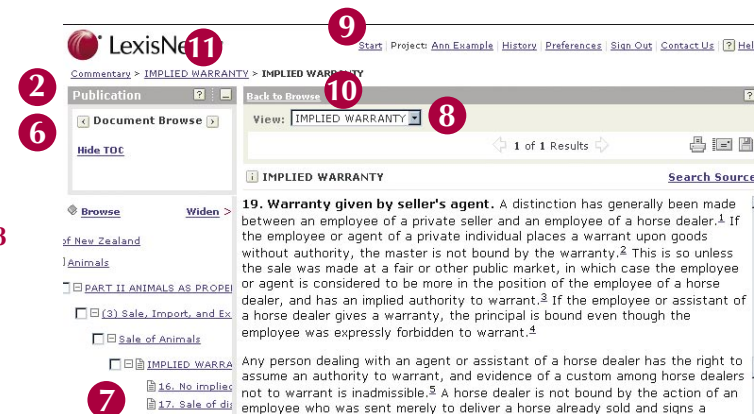 9
LexisNe
11
Start | Project: Ann Example | History | Preferences | Sign Out | Contact Us | ? Hel
Commentary > IMPLIED WARRANTY > IMPLIED WARRANTY
2
Publication ?
Back to Browse
10
?
6
Document Browse
View: IMPLIED WARRANTY
8
Hide TOC
1 of 1 Results
i IMPLIED WARRANTY
Search Source
Browse
Widen >
3
of New Zealand
Animals
PART II ANIMALS AS PROPE
(3) Sale, Import, and Ex
Sale of Animals
IMPLIED WARRA
16. No implied
7
17. Sale of dis
19. Warranty given by seller's agent. A distinction has generally been made
between an employee of a private seller and an employee of a horse dealer.1 If
the employee or agent of a private individual places a warrant upon goods
without authority, the master is not bound by the warranty.2 This is so unless
the sale was made at a fair or other public market, in which case the employee
or agent is considered to be more in the position of the employee of a horse
dealer, and has an implied authority to warrant.3 If the employee or assistant of
a horse dealer gives a warranty, the principal is bound even though the
employee was expressly forbidden to warrant.4
Any person dealing with an agent or assistant of a horse dealer has the right to
assume an authority to warrant, and evidence of a custom among horse dealers
not to warrant is inadmissible.5 A horse dealer is not bound by the action of an
employee who was sent merely to deliver a horse already sold and signs a